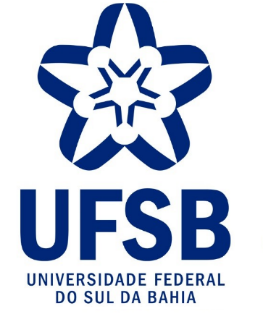 UFSB
UNIVERSIDADE FEDERAL
DO SUL DA BAHIA